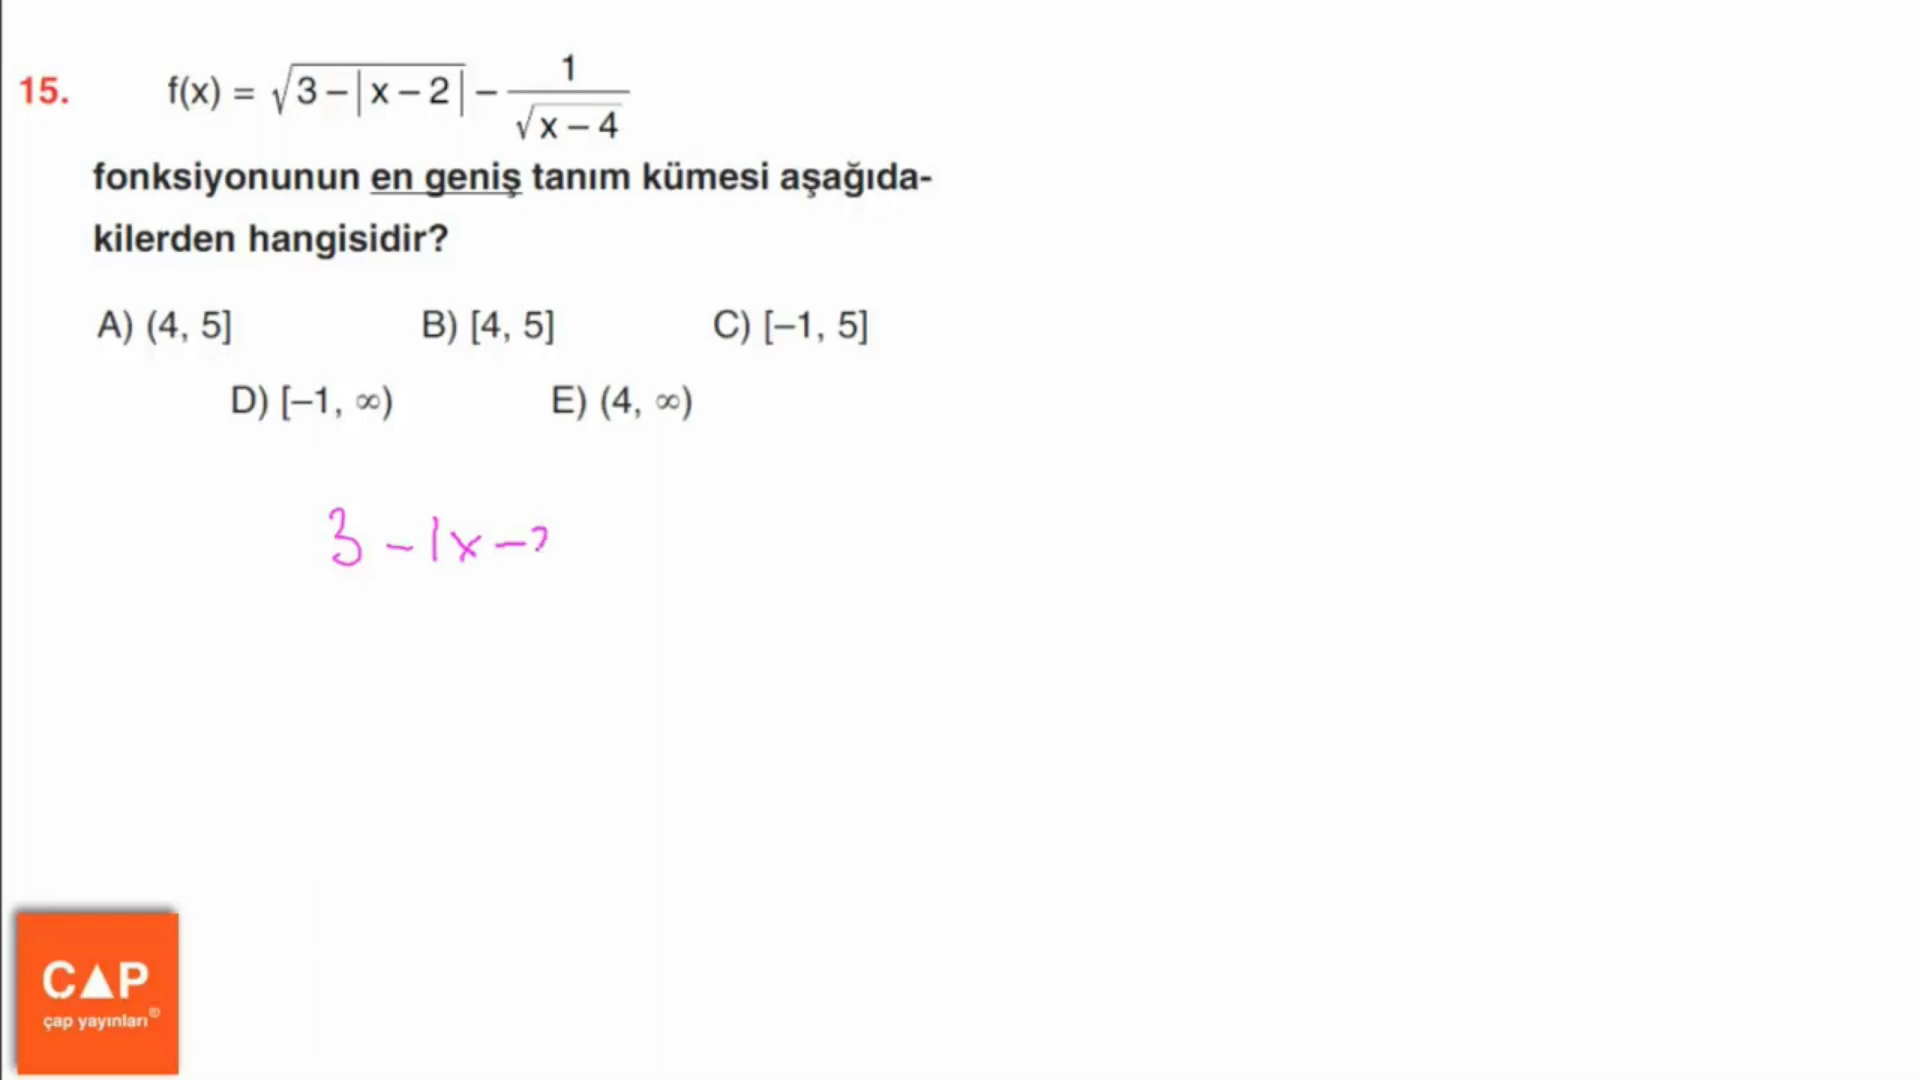 15. f(x) = √(3 – |x – 2|) – 1/√(x – 4)
fonksiyonunun en geniş tanım kümesi aşağıda-
kilerden hangisidir?
A) (4, 5] B) [4, 5] C) [–1, 5]
D) [–1, ∞) E) (4, ∞)
3 – |x –
CAP
çap yayınları®